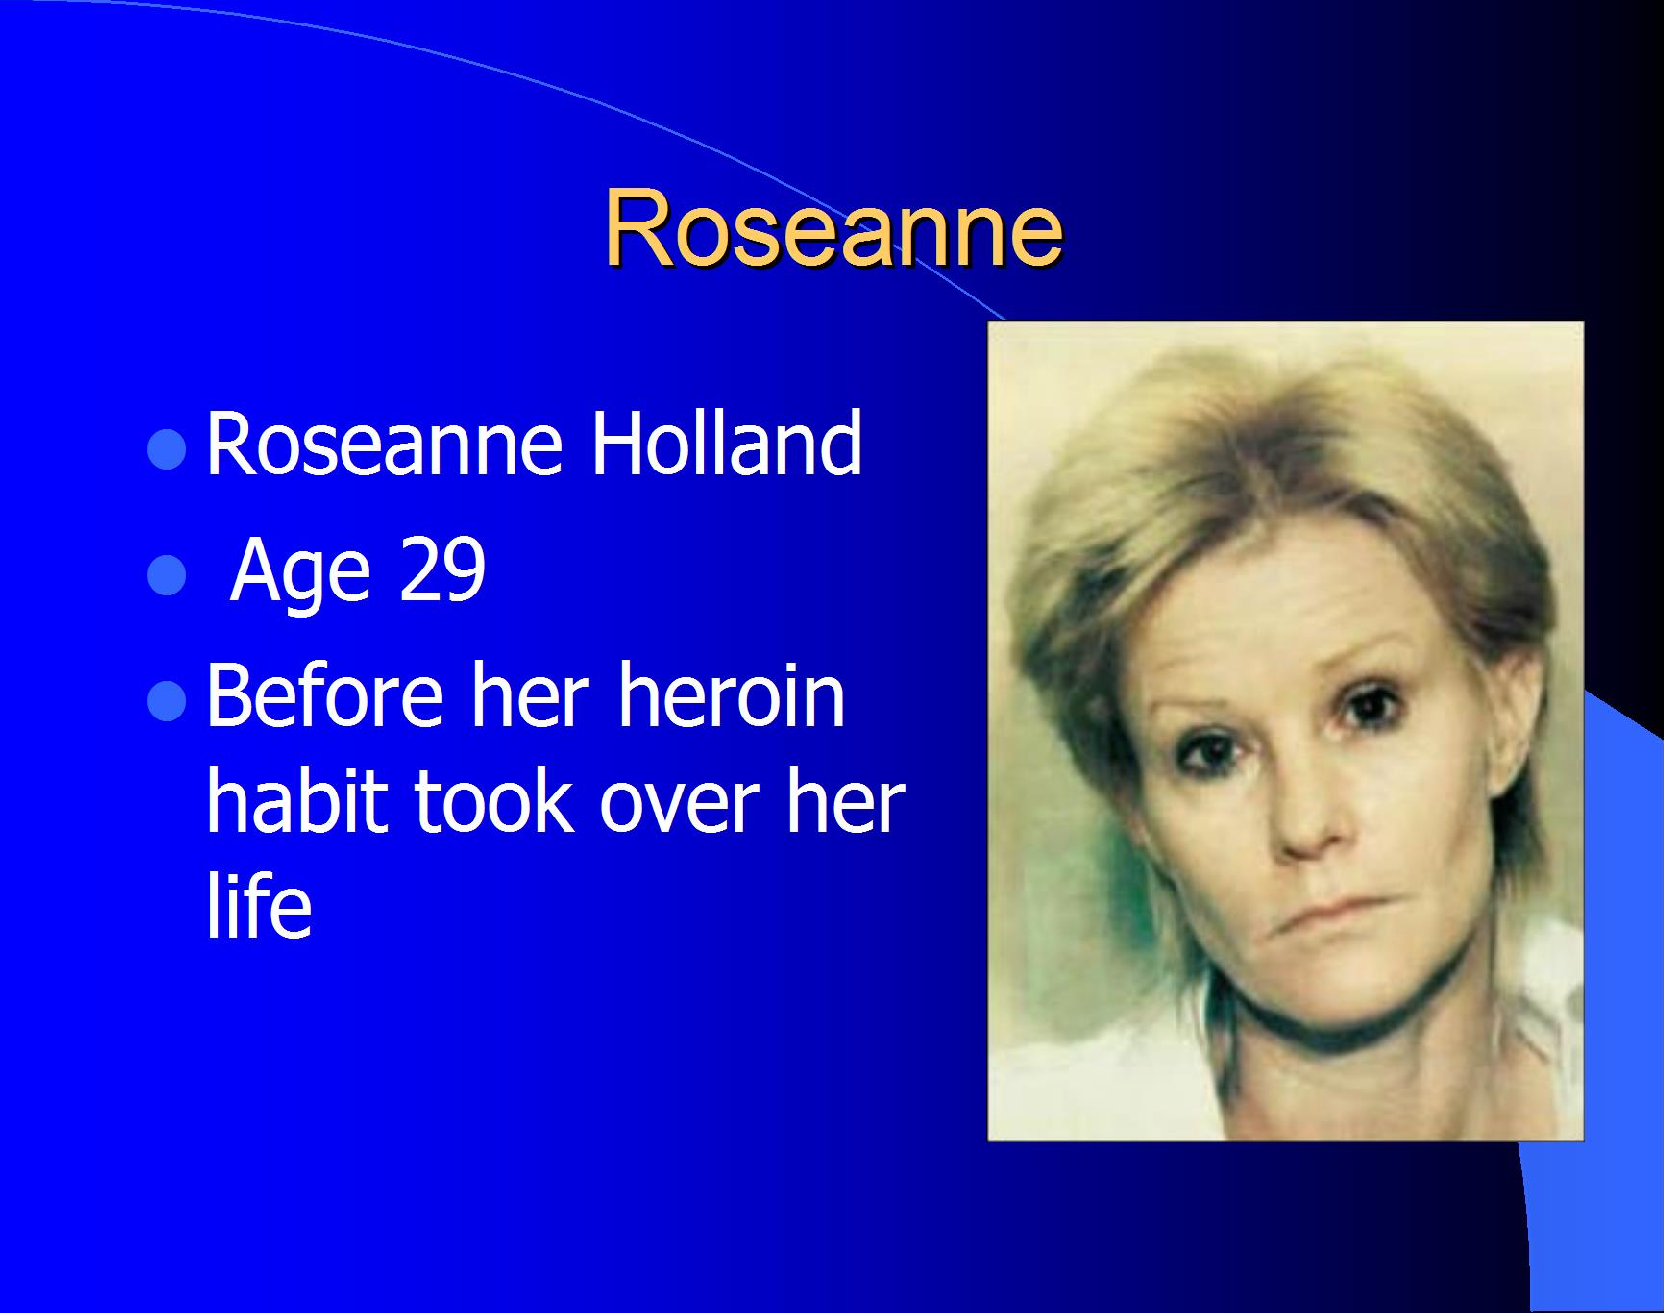 Roseanne
Roseanne Holland
Age 29
Before her heroin
habit took over her
life